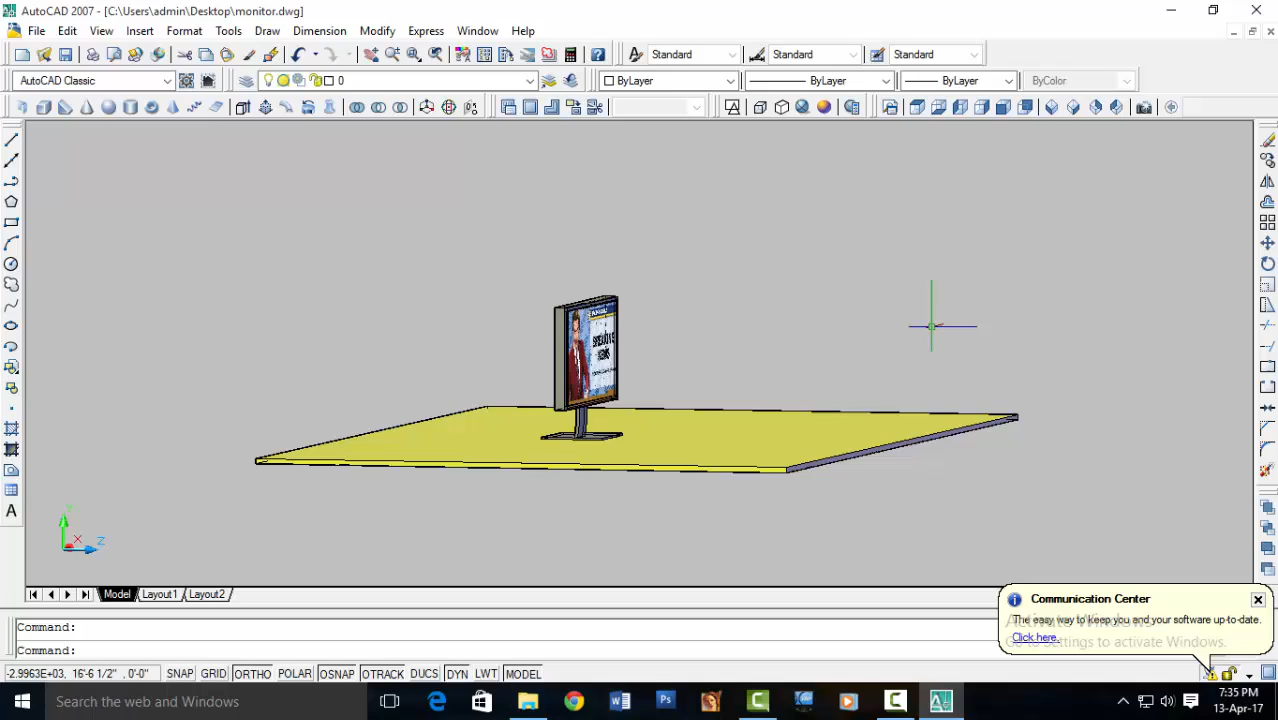 AutoCAD 2007 - [C:\Users\admin\Desktop\monitor.dwg]
File Edit View Insert Format Tools Draw Dimension Modify Express Window Help
Standard Standard Standard
AutoCAD Classic 0 ByLayer ByLayer ByLayer ByColor
Y
X Z
A
Model Layout1 Layout2
Communication Center
The easy way to keep you and your software up-to-date.
Click here.
Activate Windows
Go to Settings to activate Windows.
Command:
Command:
-2.9963E+03, 16'-6 1/2", 0'-0" SNAP GRID ORTHO POLAR OSNAP OTRACK DUCS DYN LWT MODEL
Search the web and Windows
7:35 PM
13-Apr-17